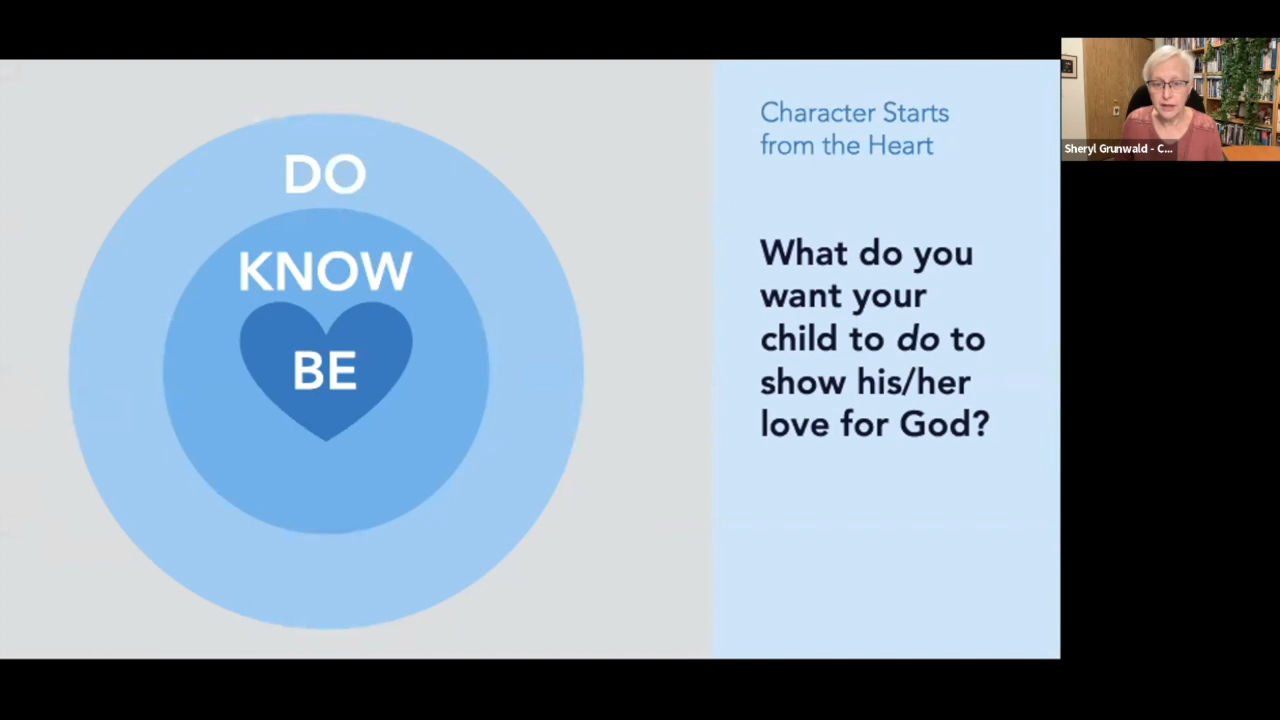 DO
KNOW
BE
Character Starts
from the Heart
What do you
want your
child to do to
show his/her
love for God?
Sheryl Grunwald - C...